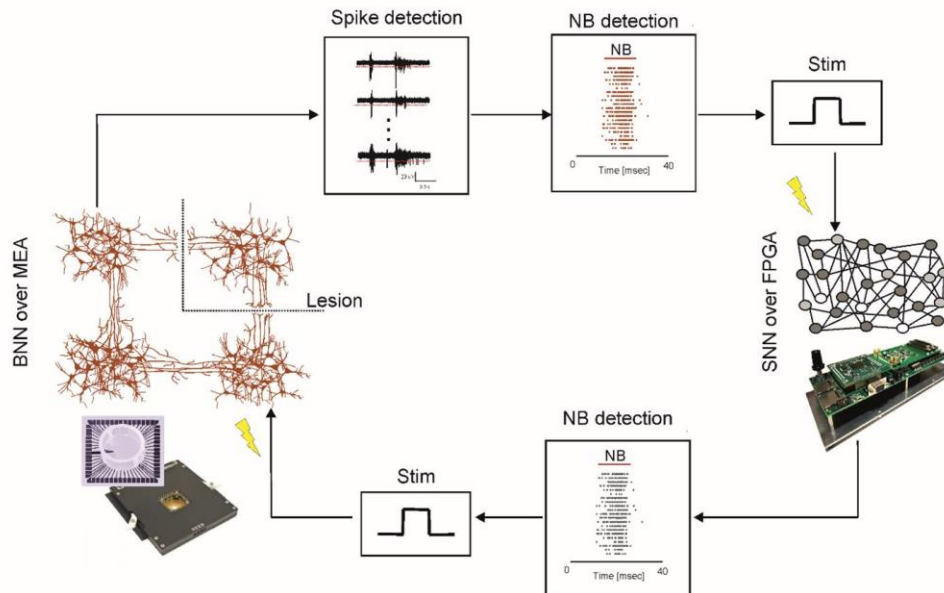 Spike detection
NB detection
Stim
NB
0
40
Time [msec]
BNN over MEA
Lesion
SNN over FPGA
NB detection
Stim
NB
0
40
Time [msec]